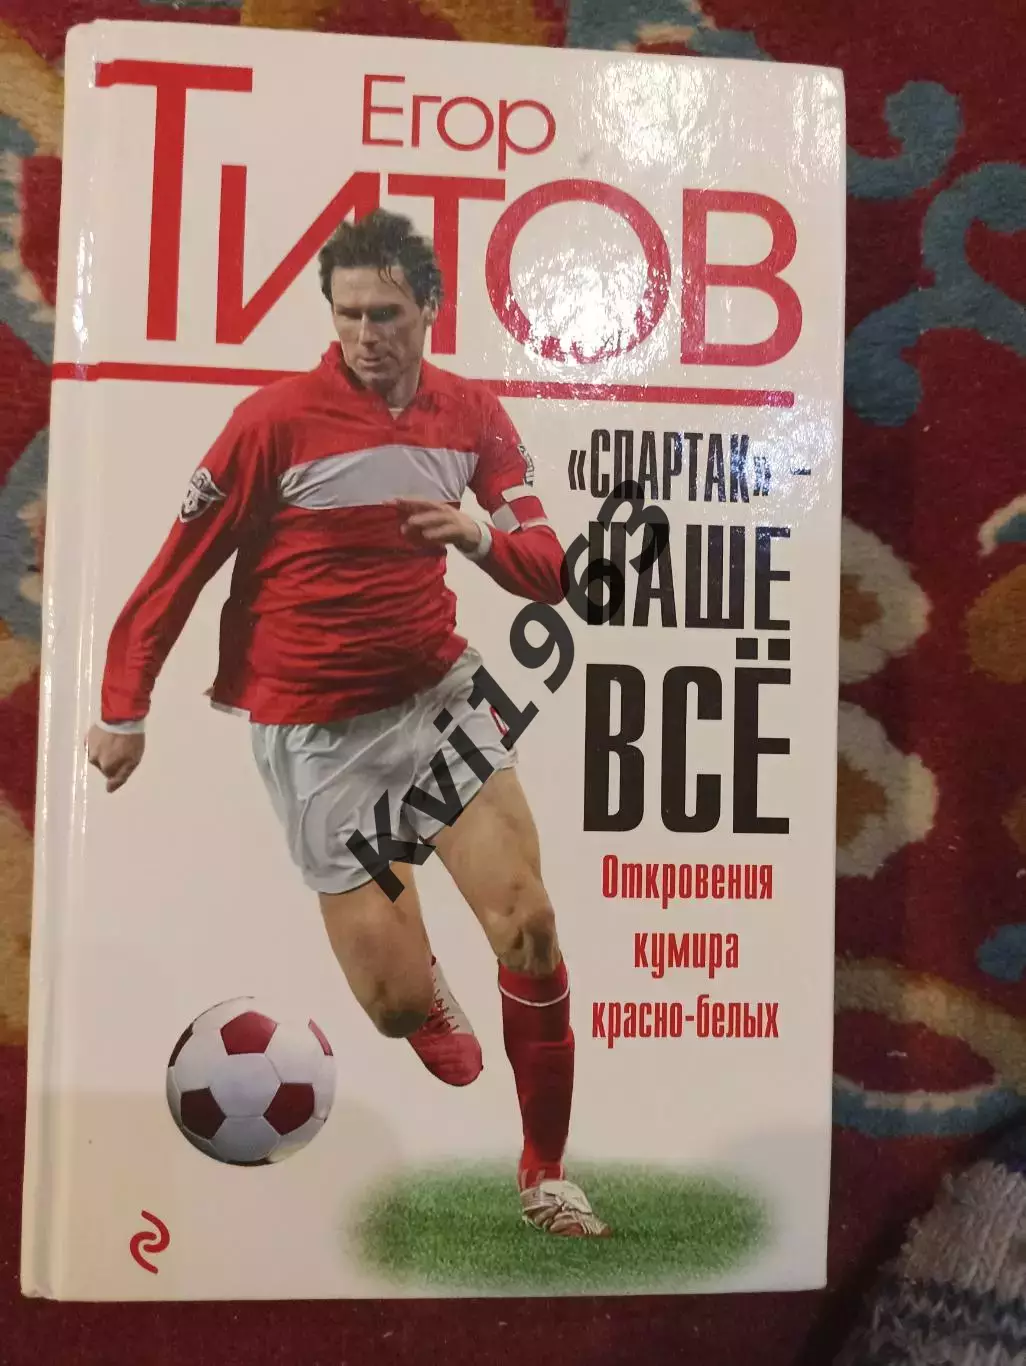 Егор
Титов
«Спартак» –
наше
всё
Откровения
кумира
красно-белых
Kvi1963